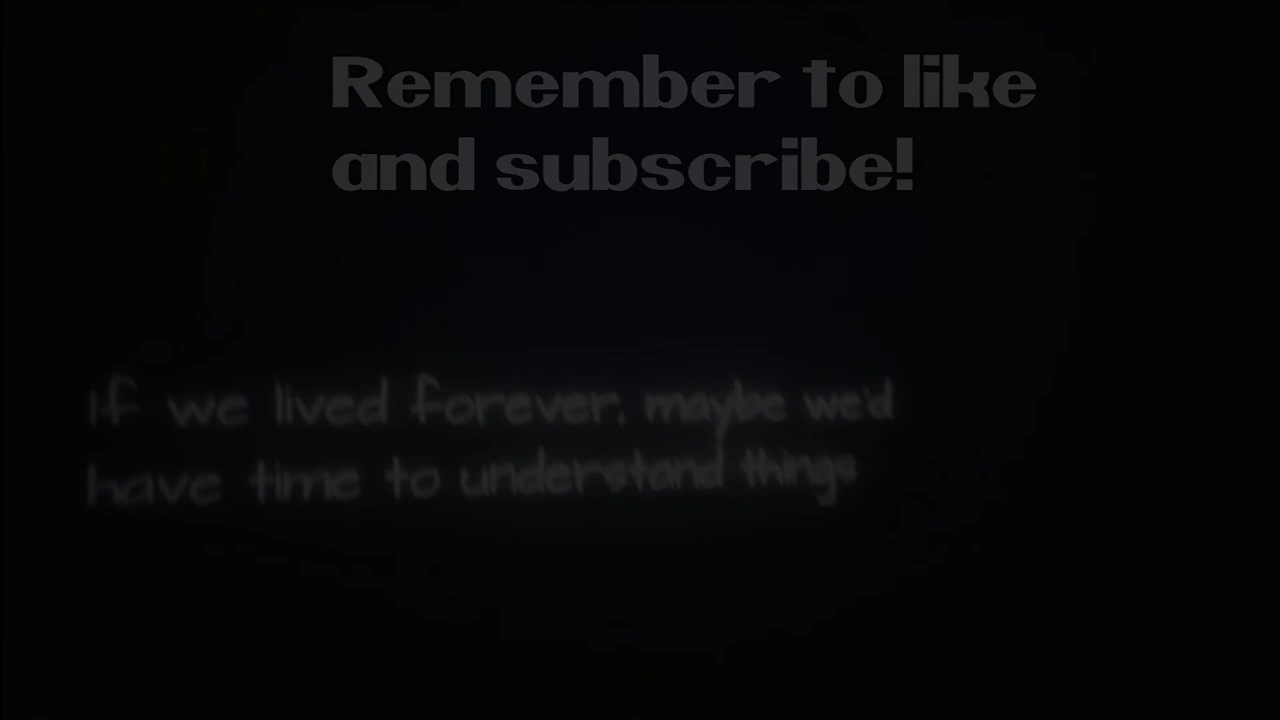 Remember to like
and subscribe!
If we lived forever, maybe we'd
have time to understand things